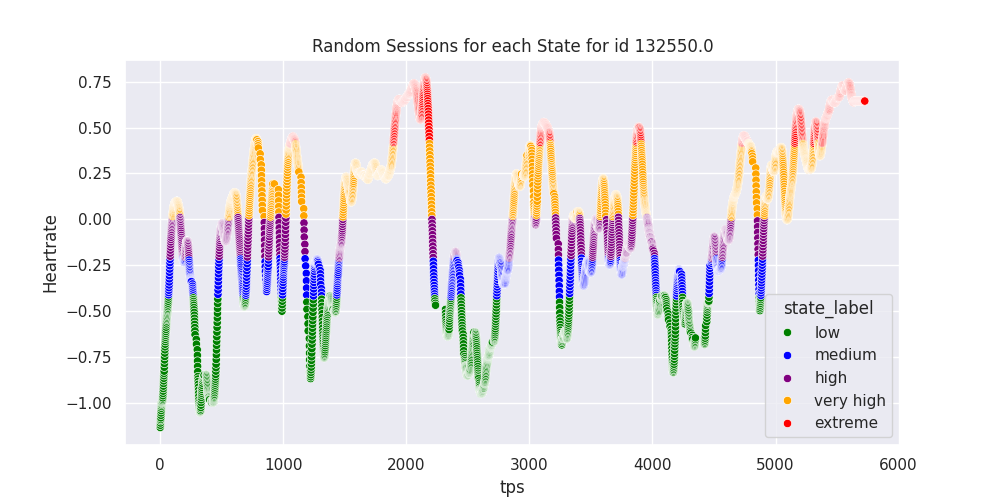 Random Sessions for each State for id 132550.0
Heartrate
0.75
0.50
0.25
0.00
−0.25
−0.50
−0.75
−1.00
state_label
low
medium
high
very high
extreme
0 1000 2000 3000 4000 5000 6000
tps